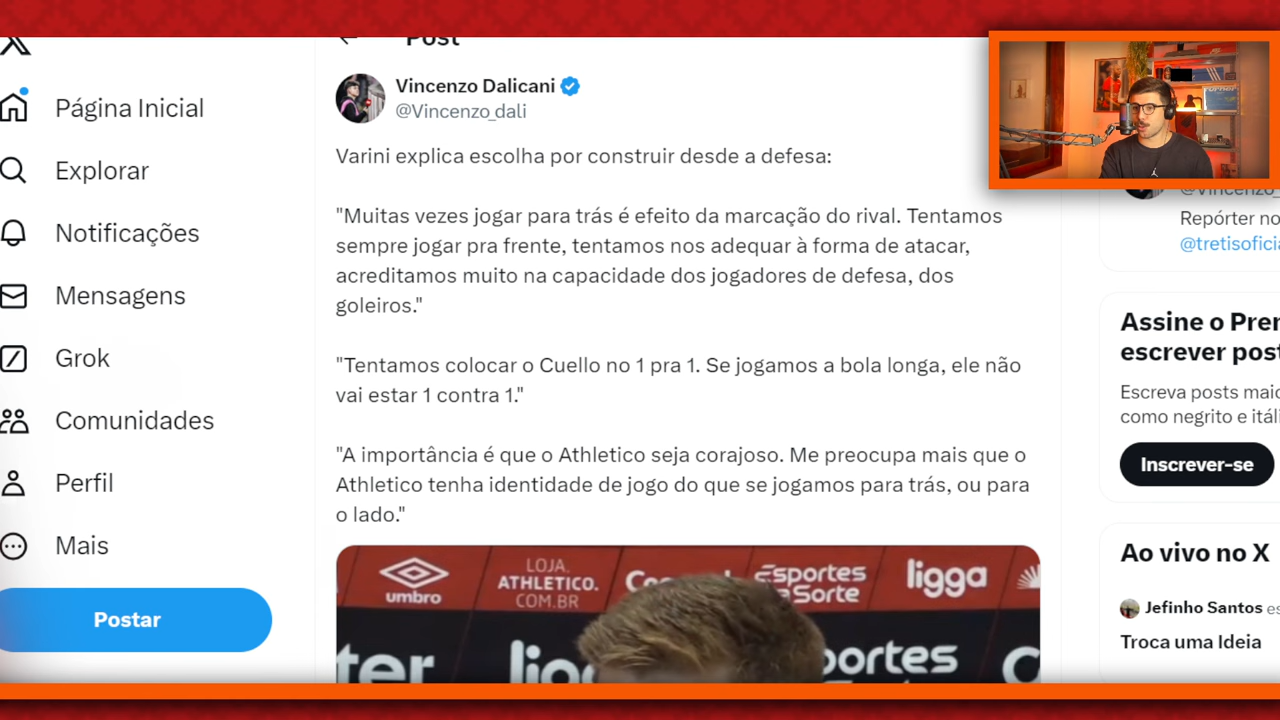 Post
Página Inicial
Explorar
Notificações
Mensagens
Grok
Comunidades
Perfil
Mais
Postar
Vincenzo Dalicani
@Vincenzo_dali
Varini explica escolha por construir desde a defesa:
"Muitas vezes jogar para trás é efeito da marcação do rival. Tentamos
sempre jogar pra frente, tentamos nos adequar à forma de atacar,
acreditamos muito na capacidade dos jogadores de defesa, dos
goleiros."
"Tentamos colocar o Cuello no 1 pra 1. Se jogamos a bola longa, ele não
vai estar 1 contra 1."
"A importância é que o Athletico seja corajoso. Me preocupa mais que o
Athletico tenha identidade de jogo do que se jogamos para trás, ou para
o lado."
umbro
LOJA.
ATHLETICO.
COM.BR
Esportes
ligga
@Vincenzo_
Repórter no
@tretisofici
Assine o Prem
escrever post
Escreva posts maio
como negrito e itáli
Inscrever-se
Ao vivo no X
Jefinho Santos es
Troca uma Ideia